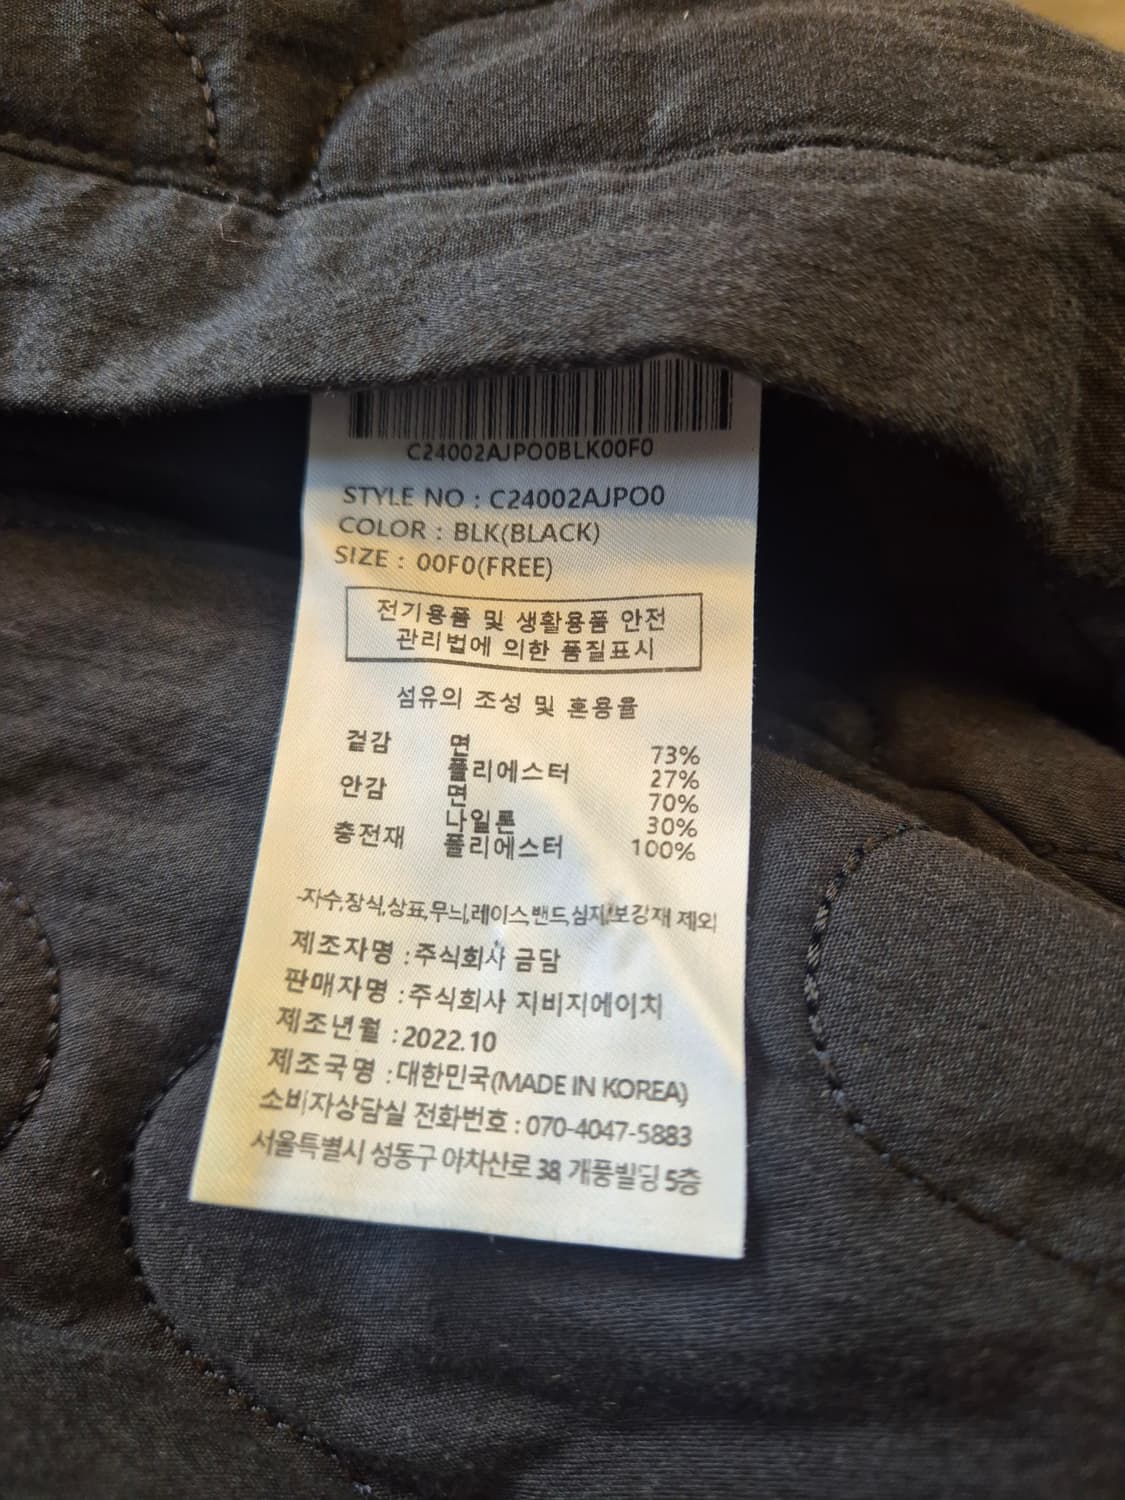 C24002AJPO0BLK00F0
STYLE NO : C24002AJPO0
COLOR : BLK(BLACK)
SIZE : 00F0(FREE)
전기용품 및 생활용품 안전
관리법에 의한 품질표시
섬유의 조성 및 혼용율
겉감 면 73%
폴리에스터 27%
안감 면 70%
나일론 30%
충전재 폴리에스터 100%
-자수,장식,상표,무늬,레이스,밴드,심지,보강재 제외
제조자명 : 주식회사 금담
판매자명 : 주식회사 지비지에이치
제조년월 : 2022.10
제조국명 : 대한민국(MADE IN KOREA)
소비자상담실 전화번호 : 070-4047-5883
서울특별시 성동구 아차산로 38 개풍빌딩 5층